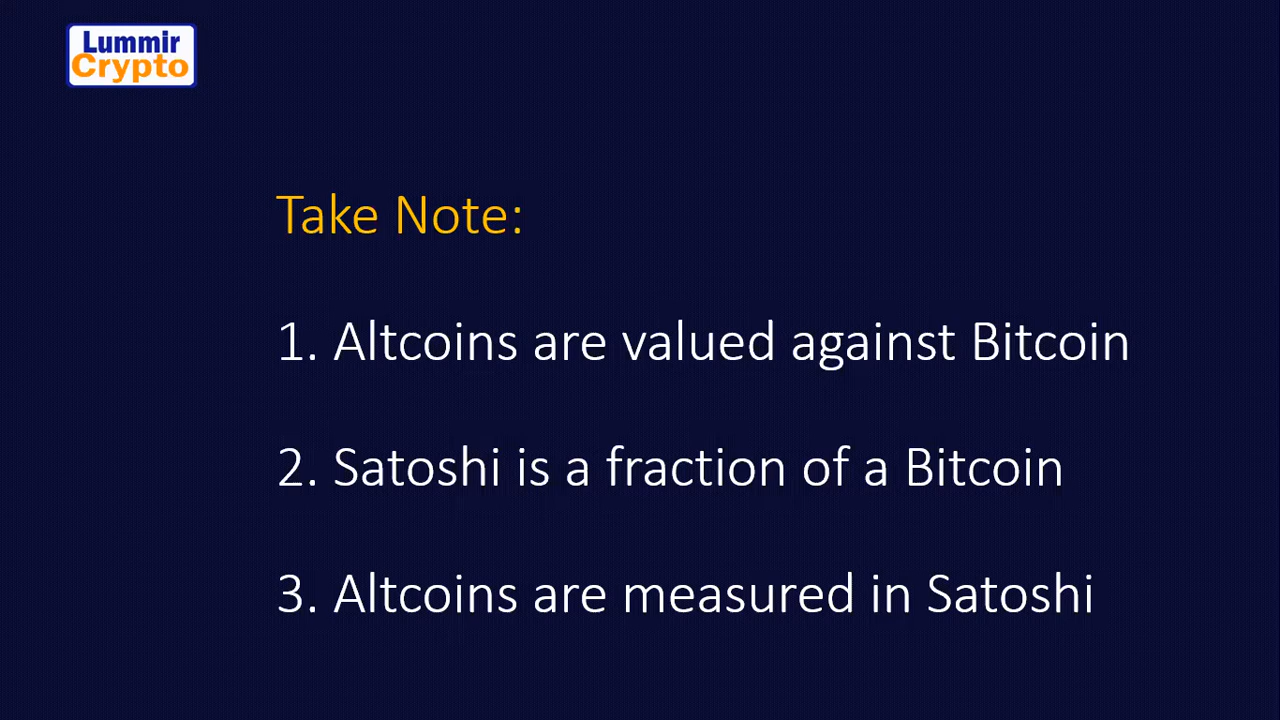 Lummir
Crypto
Take Note:
1. Altcoins are valued against Bitcoin
2. Satoshi is a fraction of a Bitcoin
3. Altcoins are measured in Satoshi